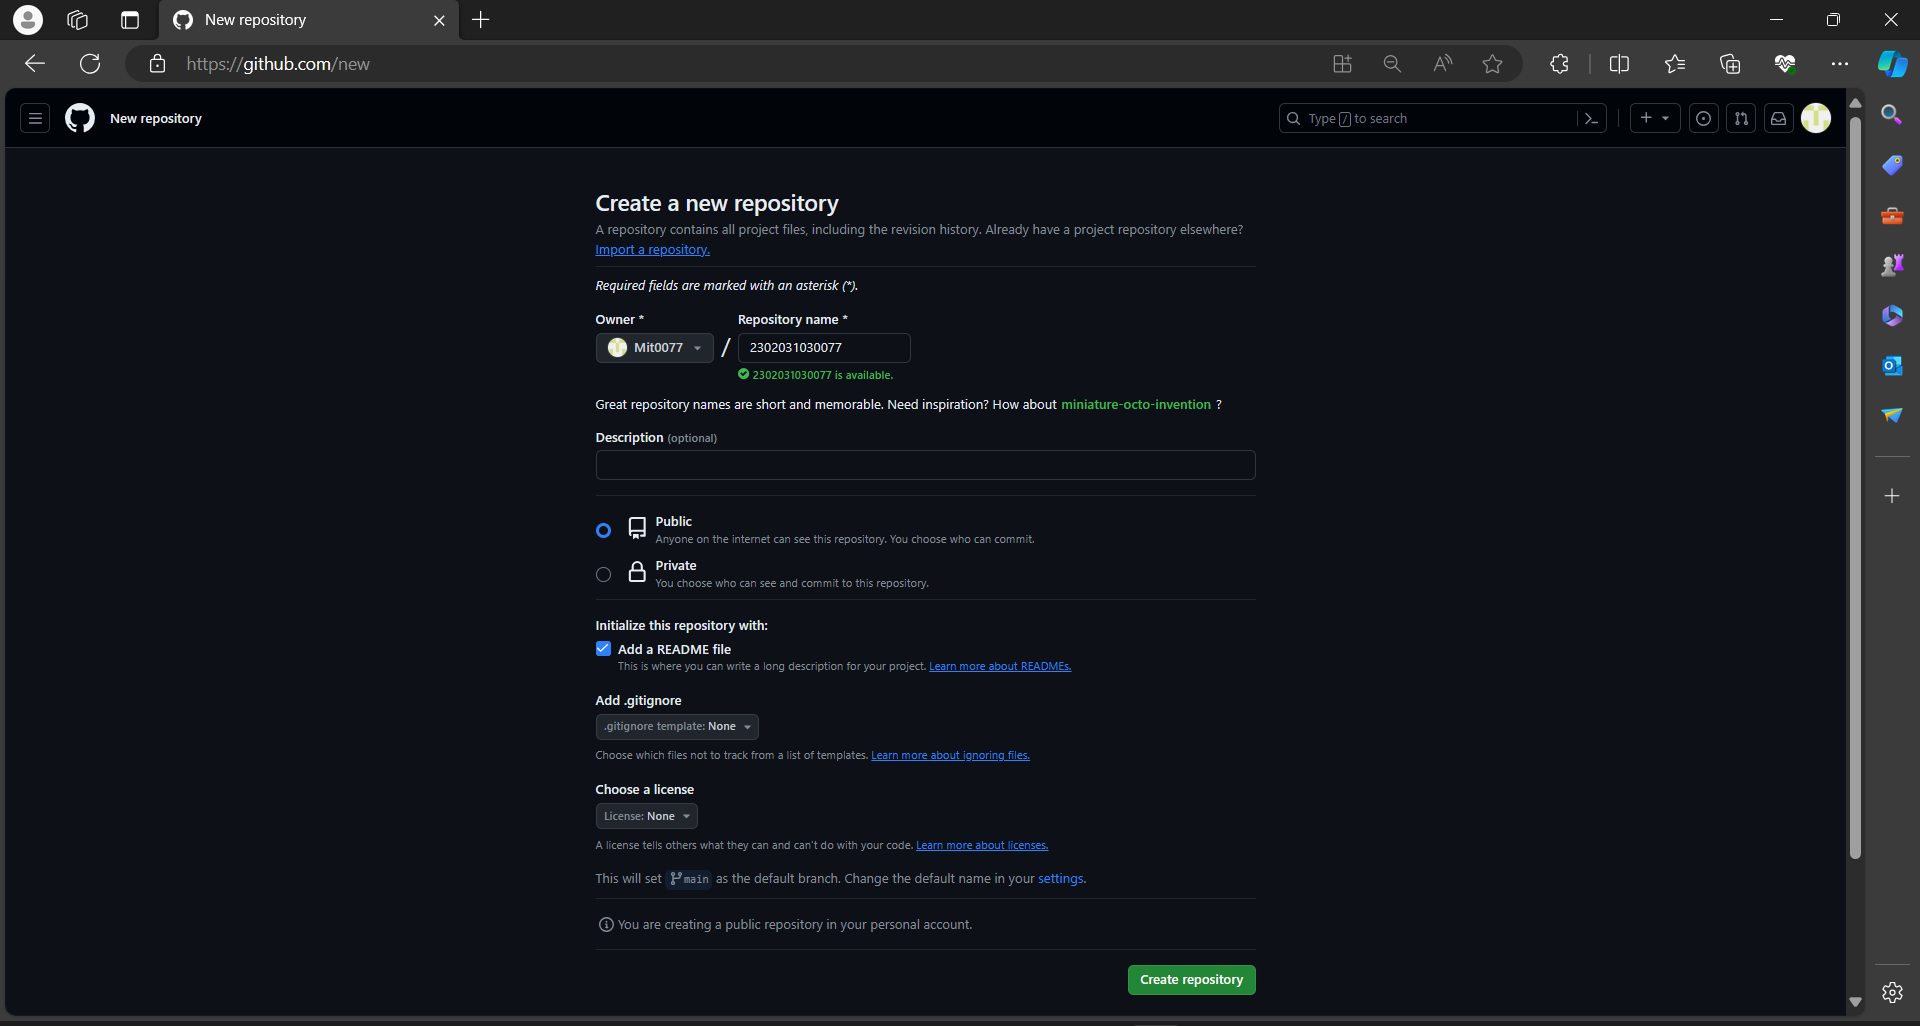 New repository
https://github.com/new
New repository
Type / to search
Create a new repository
A repository contains all project files, including the revision history. Already have a project repository elsewhere?
Import a repository.
Required fields are marked with an asterisk (*).
Owner * Repository name *
Mit0077 / 2302031030077
2302031030077 is available.
Great repository names are short and memorable. Need inspiration? How about miniature-octo-invention ?
Description (optional)
Public
Anyone on the internet can see this repository. You choose who can commit.
Private
You choose who can see and commit to this repository.
Initialize this repository with:
Add a README file
This is where you can write a long description for your project. Learn more about READMEs.
Add .gitignore
.gitignore template: None
Choose which files not to track from a list of templates. Learn more about ignoring files.
Choose a license
License: None
A license tells others what they can and can't do with your code. Learn more about licenses.
This will set main as the default branch. Change the default name in your settings.
You are creating a public repository in your personal account.
Create repository